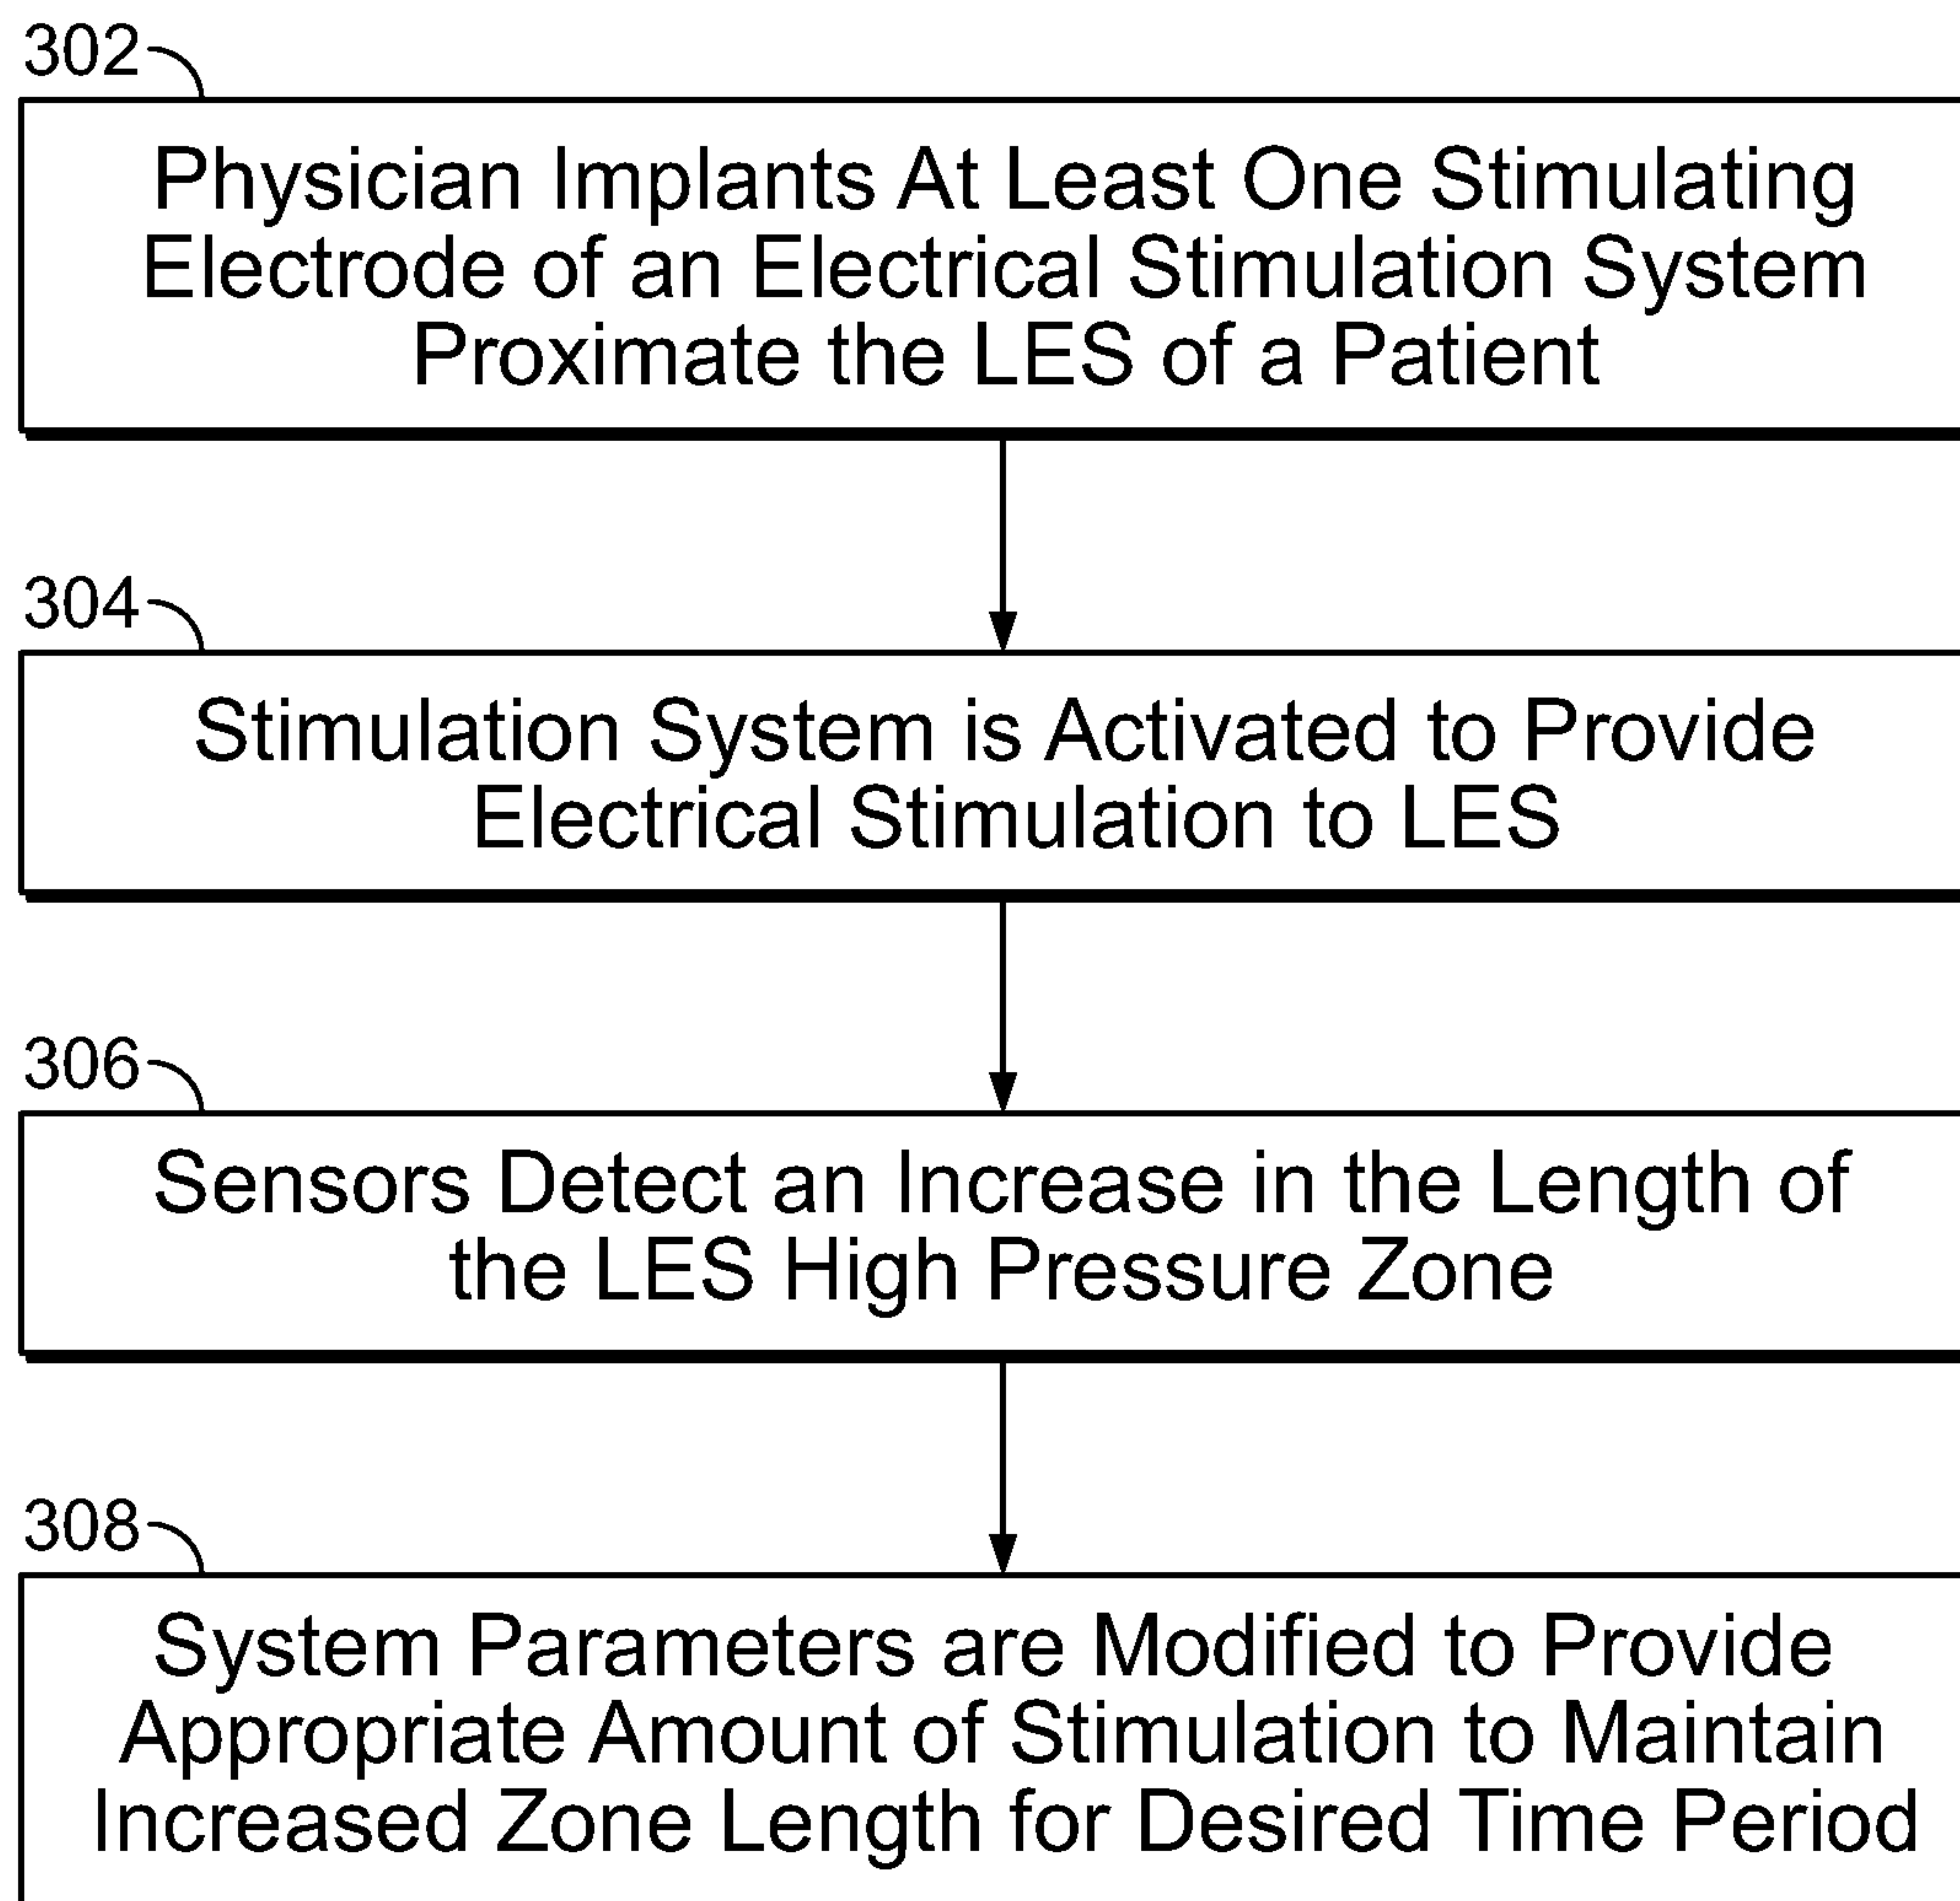 302
Physician Implants At Least One Stimulating
Electrode of an Electrical Stimulation System
Proximate the LES of a Patient
304
Stimulation System is Activated to Provide
Electrical Stimulation to LES
306
Sensors Detect an Increase in the Length of
the LES High Pressure Zone
308
System Parameters are Modified to Provide
Appropriate Amount of Stimulation to Maintain
Increased Zone Length for Desired Time Period